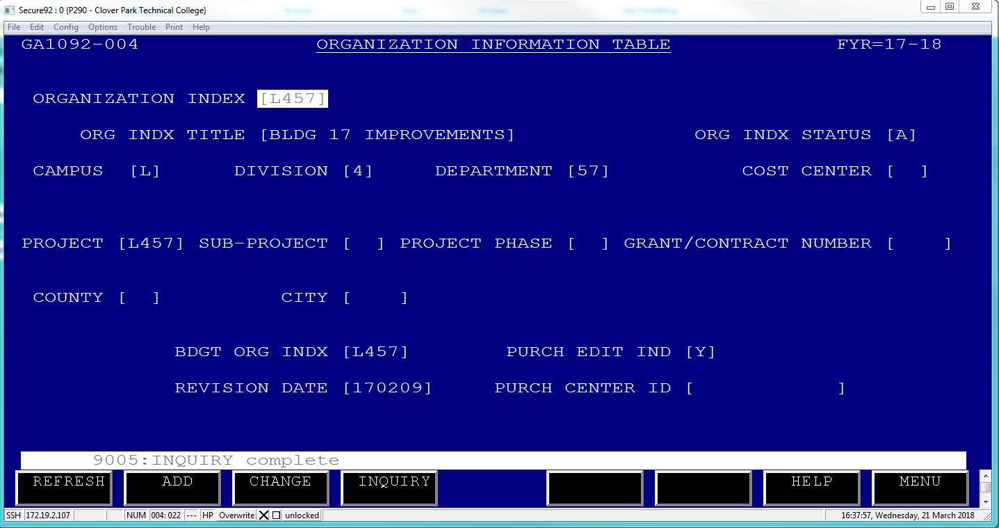 Secure92 : 0 {P290 - Clover Park Technical College}
File Edit Config Options Trouble Print Help
GA1092-004 ORGANIZATION INFORMATION TABLE FYR=17-18
ORGANIZATION INDEX [L457]
ORG INDX TITLE [BLDG 17 IMPROVEMENTS] ORG INDX STATUS [A]
CAMPUS [L] DIVISION [4] DEPARTMENT [57] COST CENTER [ ]
PROJECT [L457] SUB-PROJECT [ ] PROJECT PHASE [ ] GRANT/CONTRACT NUMBER [ ]
COUNTY [ ] CITY [ ]
BDGT ORG INDX [L457] PURCH EDIT IND [Y]
REVISION DATE [170209] PURCH CENTER ID [ ]
9005:INQUIRY complete
REFRESH ADD CHANGE INQUIRY HELP MENU
SSH 172.19.2.107 NUM 004: 022 --- HP Overwrite unlocked 16:37:57, Wednesday, 21 March 2018